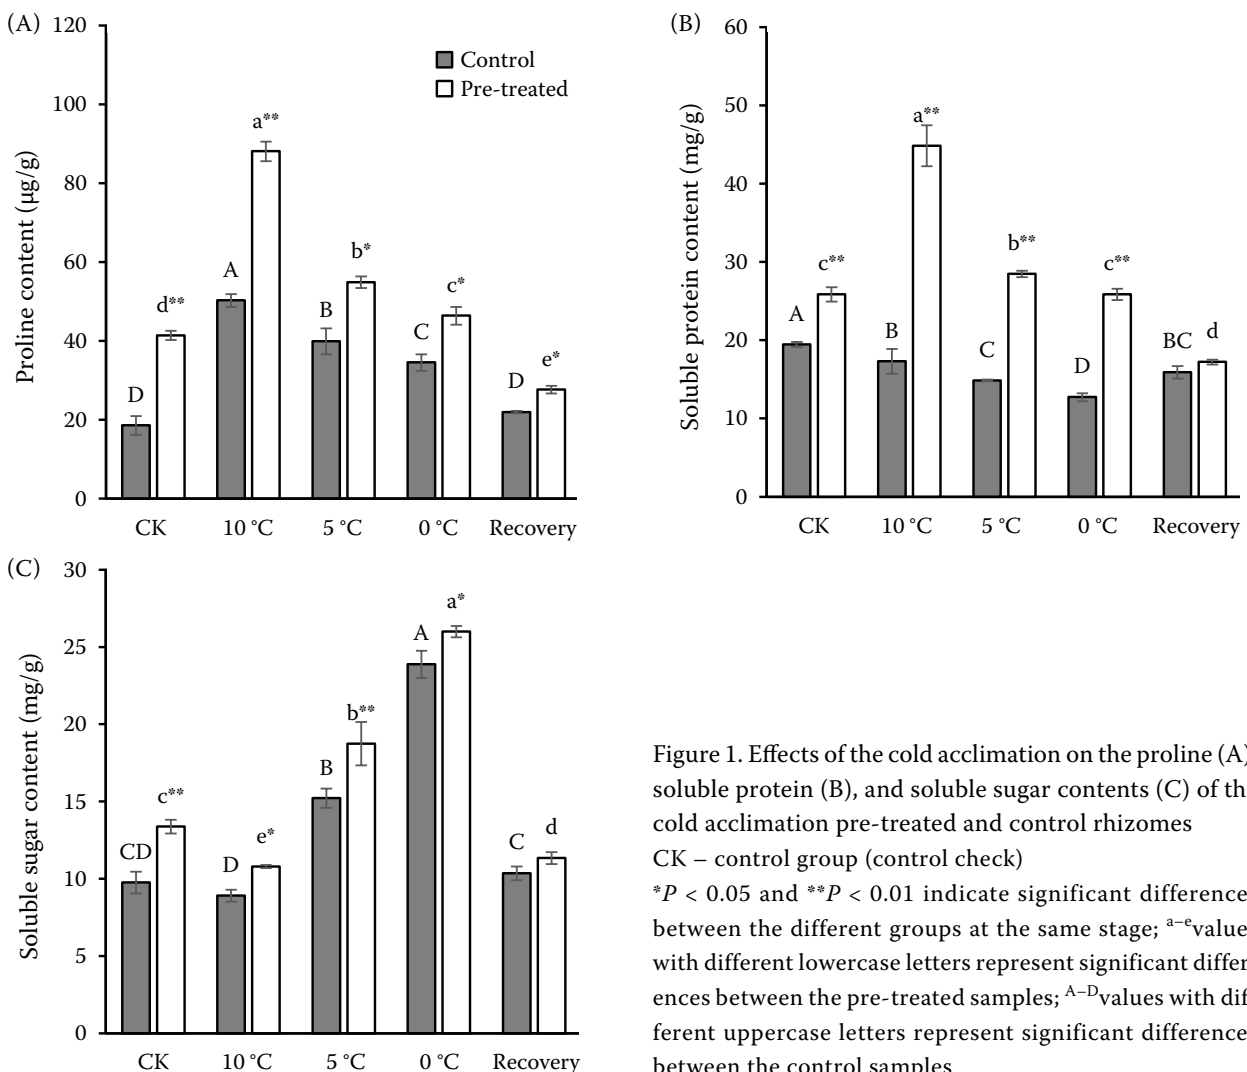 (A)
120
100
80
60
40
20
0
Proline content (μg/g)
Control
Pre-treated
D
d**
A
a**
B
b*
C
c*
D
e*
CK
10 °C
5 °C
0 °C
Recovery
(B)
60
50
40
30
20
10
0
Soluble protein content (mg/g)
A
c**
B
a**
C
b**
D
c**
BC
d
CK
10 °C
5 °C
0 °C
Recovery
(C)
30
25
20
15
10
5
0
Soluble sugar content (mg/g)
CD
c**
D
e*
B
b**
A
a*
C
d
CK
10 °C
5 °C
0 °C
Recovery
Figure 1. Effects of the cold acclimation on the proline (A)
soluble protein (B), and soluble sugar contents (C) of th
cold acclimation pre-treated and control rhizomes
CK – control group (control check)
*P < 0.05 and **P < 0.01 indicate significant difference
between the different groups at the same stage; a–evalue
with different lowercase letters represent significant differ
ences between the pre-treated samples; A–Dvalues with dif
ferent uppercase letters represent significant difference
between the control samples